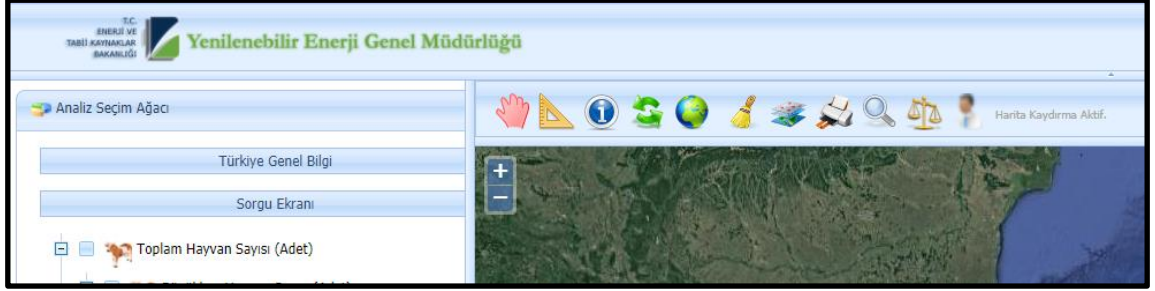 T.C.
ENERJİ VE
TABİİ KAYNAKLAR
BAKANLIĞI
Yenilenebilir Enerji Genel Müdürlüğü
Analiz Seçim Ağacı
Harita Kaydırma Aktif.
Türkiye Genel Bilgi
Sorgu Ekranı
Toplam Hayvan Sayısı (Adet)